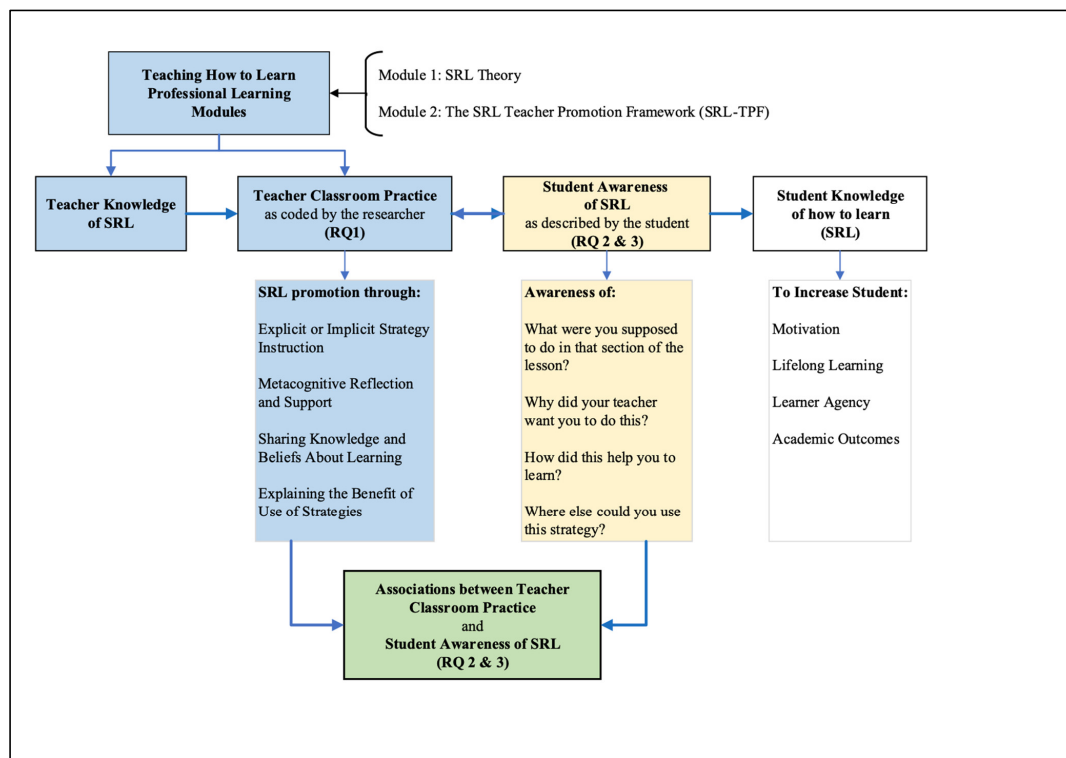 Teaching How to Learn
Professional Learning
Modules
Module 1: SRL Theory
Module 2: The SRL Teacher Promotion Framework (SRL-TPF)
Teacher Knowledge
of SRL
Teacher Classroom Practice
as coded by the researcher
(RQ1)
Student Awareness
of SRL
as described by the student
(RQ 2 & 3)
Student Knowledge
of how to learn
(SRL)
SRL promotion through:
Explicit or Implicit Strategy
Instruction
Metacognitive Reflection
and Support
Sharing Knowledge and
Beliefs About Learning
Explaining the Benefit of
Use of Strategies
Awareness of:
What were you supposed
to do in that section of the
lesson?
Why did your teacher
want you to do this?
How did this help you to
learn?
Where else could you use
this strategy?
To Increase Student:
Motivation
Lifelong Learning
Learner Agency
Academic Outcomes
Associations between Teacher
Classroom Practice
and
Student Awareness of SRL
(RQ 2 & 3)